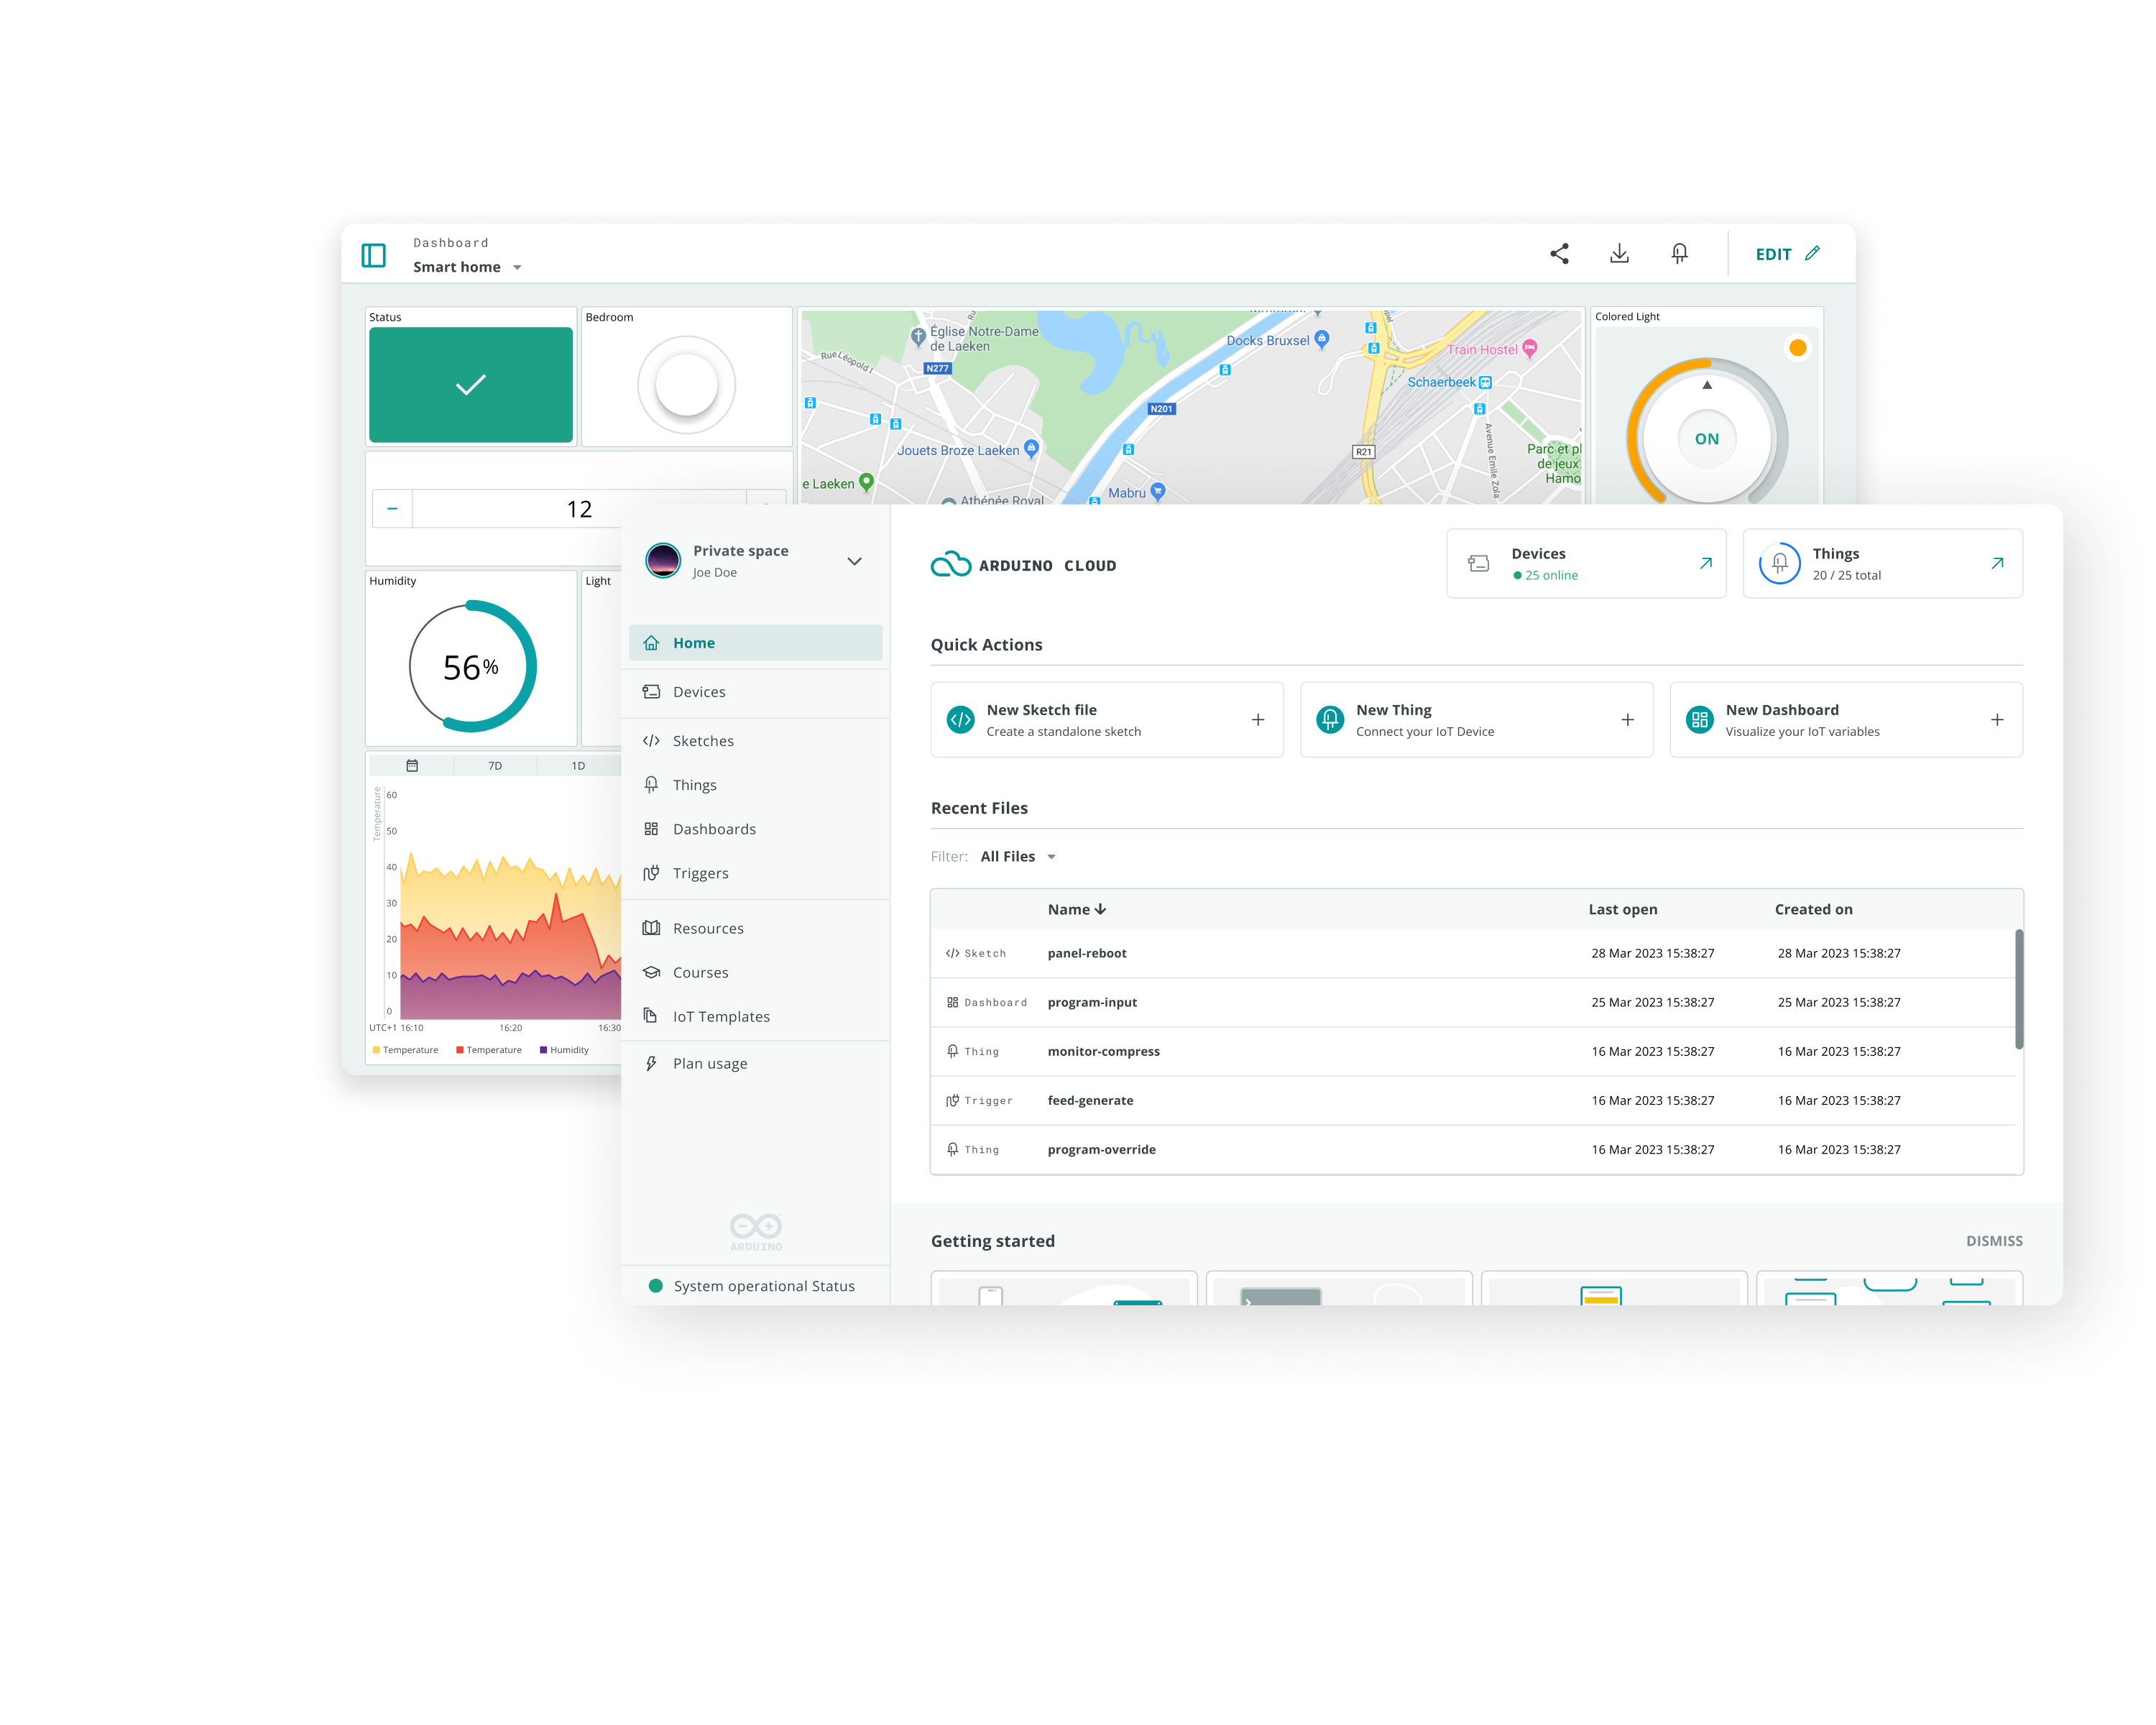 Dashboard
Smart home
EDIT
Status
Bedroom
Colored Light
Église Notre-Dame
de Laeken
Rue Léopold I
N277
Docks Bruxsel
Train Hostel
Schaerbeek
N201
Jouets Broze Laeken
R21
Avenue Emile Zola
Parc et pl
de jeux
Hamo
e Laeken
Athénée Royal
Mabru
ON
12
Humidity
Light
56%
7D
1D
Temperature
60
50
40
30
20
10
0
UTC+1 16:10
16:20
16:30
Temperature
Temperature
Humidity
Private space
Joe Doe
Home
Devices
Sketches
Things
Dashboards
Triggers
Resources
Courses
IoT Templates
Plan usage
ARDUINO
System operational Status
ARDUINO CLOUD
Devices
25 online
Things
20 / 25 total
Quick Actions
New Sketch file
Create a standalone sketch
New Thing
Connect your IoT Device
New Dashboard
Visualize your IoT variables
Recent Files
Filter: All Files
Name Last open Created on
Sketch panel-reboot 28 Mar 2023 15:38:27 28 Mar 2023 15:38:27
Dashboard program-input 25 Mar 2023 15:38:27 25 Mar 2023 15:38:27
Thing monitor-compress 16 Mar 2023 15:38:27 16 Mar 2023 15:38:27
Trigger feed-generate 16 Mar 2023 15:38:27 16 Mar 2023 15:38:27
Thing program-override 16 Mar 2023 15:38:27 16 Mar 2023 15:38:27
Getting started
DISMISS